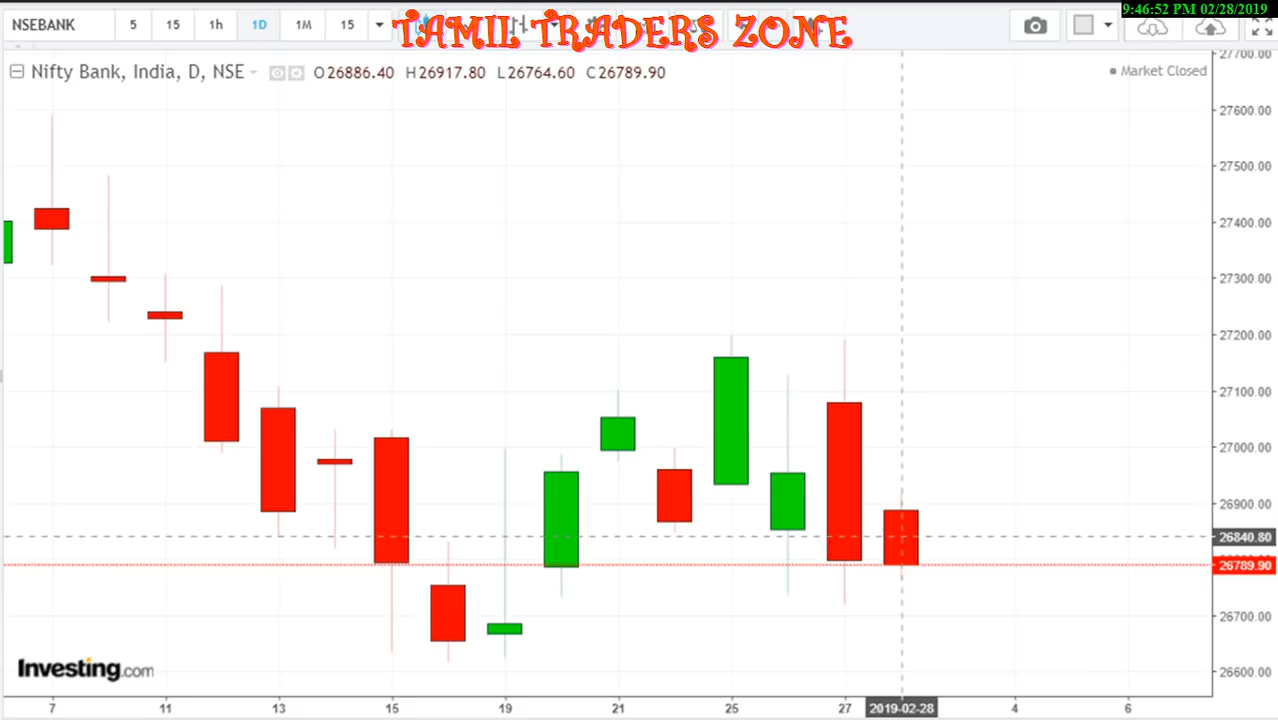 9:46:52 PM 02/28/2019
NSEBANK 5 15 1h 1D 1M 15
TAMIL TRADERS ZONE
Nifty Bank, India, D, NSE O26886.40 H26917.80 L26764.60 C26789.90
Market Closed
27700.00
27600.00
27500.00
27400.00
27300.00
27200.00
27100.00
27000.00
26900.00
26840.80
26789.90
26700.00
26600.00
Investing.com
7 11 13 15 19 21 25 27 2019-02-28 4 6